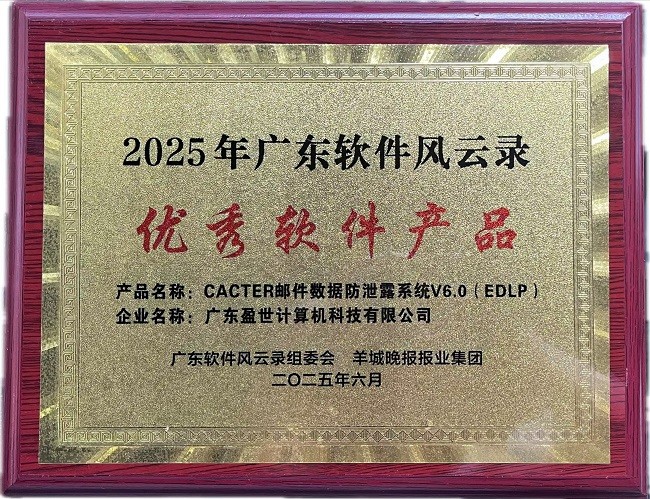 2025年广东软件风云录
优秀软件产品
产品名称：CACTER邮件数据防泄露系统V6.0（EDLP）
企业名称：广东盈世计算机科技有限公司
广东软件风云录组委会 羊城晚报报业集团
二〇二五年六月